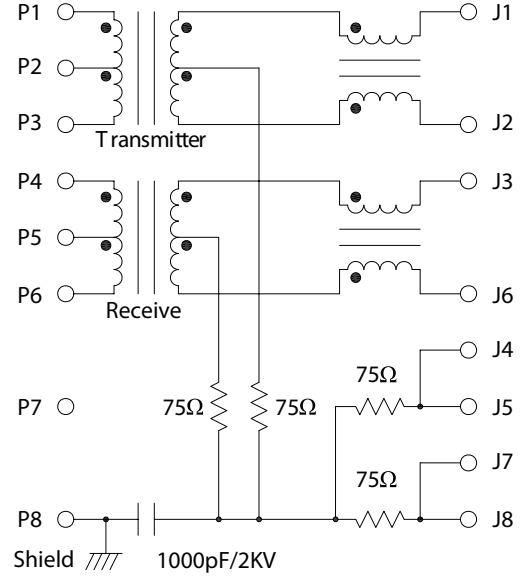 P1
J1
P2
P3
J2
Transmitter
P4
J3
P5
P6
J6
Receive
J4
75Ω
P7
75Ω
75Ω
J5
J7
75Ω
P8
J8
Shield
1000pF/2KV